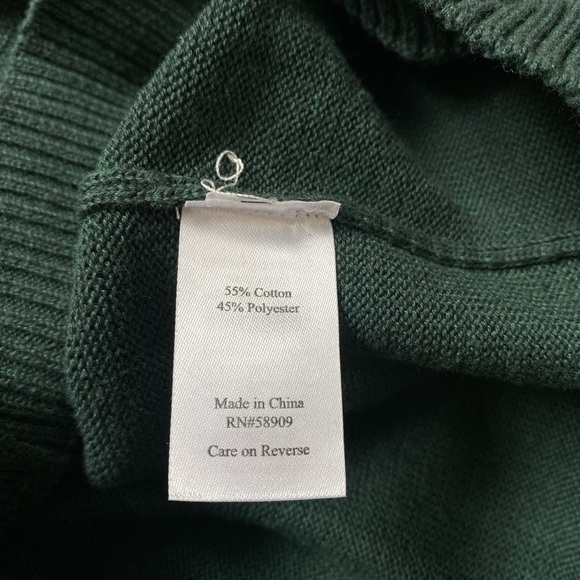 55% Cotton
45% Polyester
Made in China
RN#58909
Care on Reverse